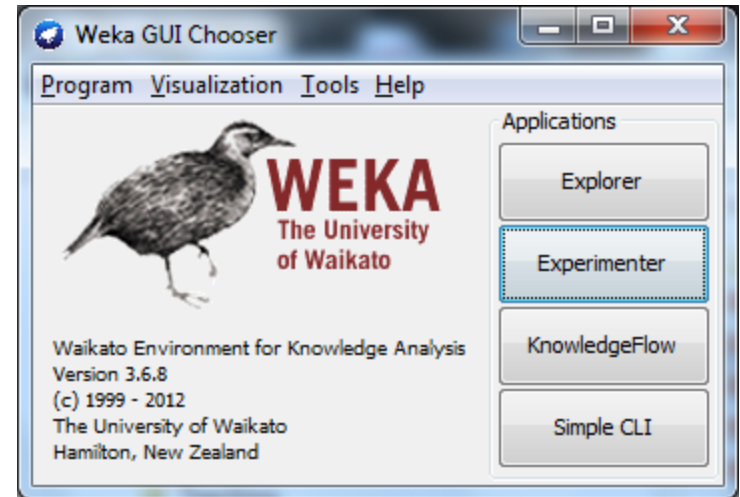 Weka GUI Chooser
Program Visualization Tools Help
WEKA
The University
of Waikato
Waikato Environment for Knowledge Analysis
Version 3.6.8
(c) 1999 - 2012
The University of Waikato
Hamilton, New Zealand
Applications
Explorer
Experimenter
KnowledgeFlow
Simple CLI